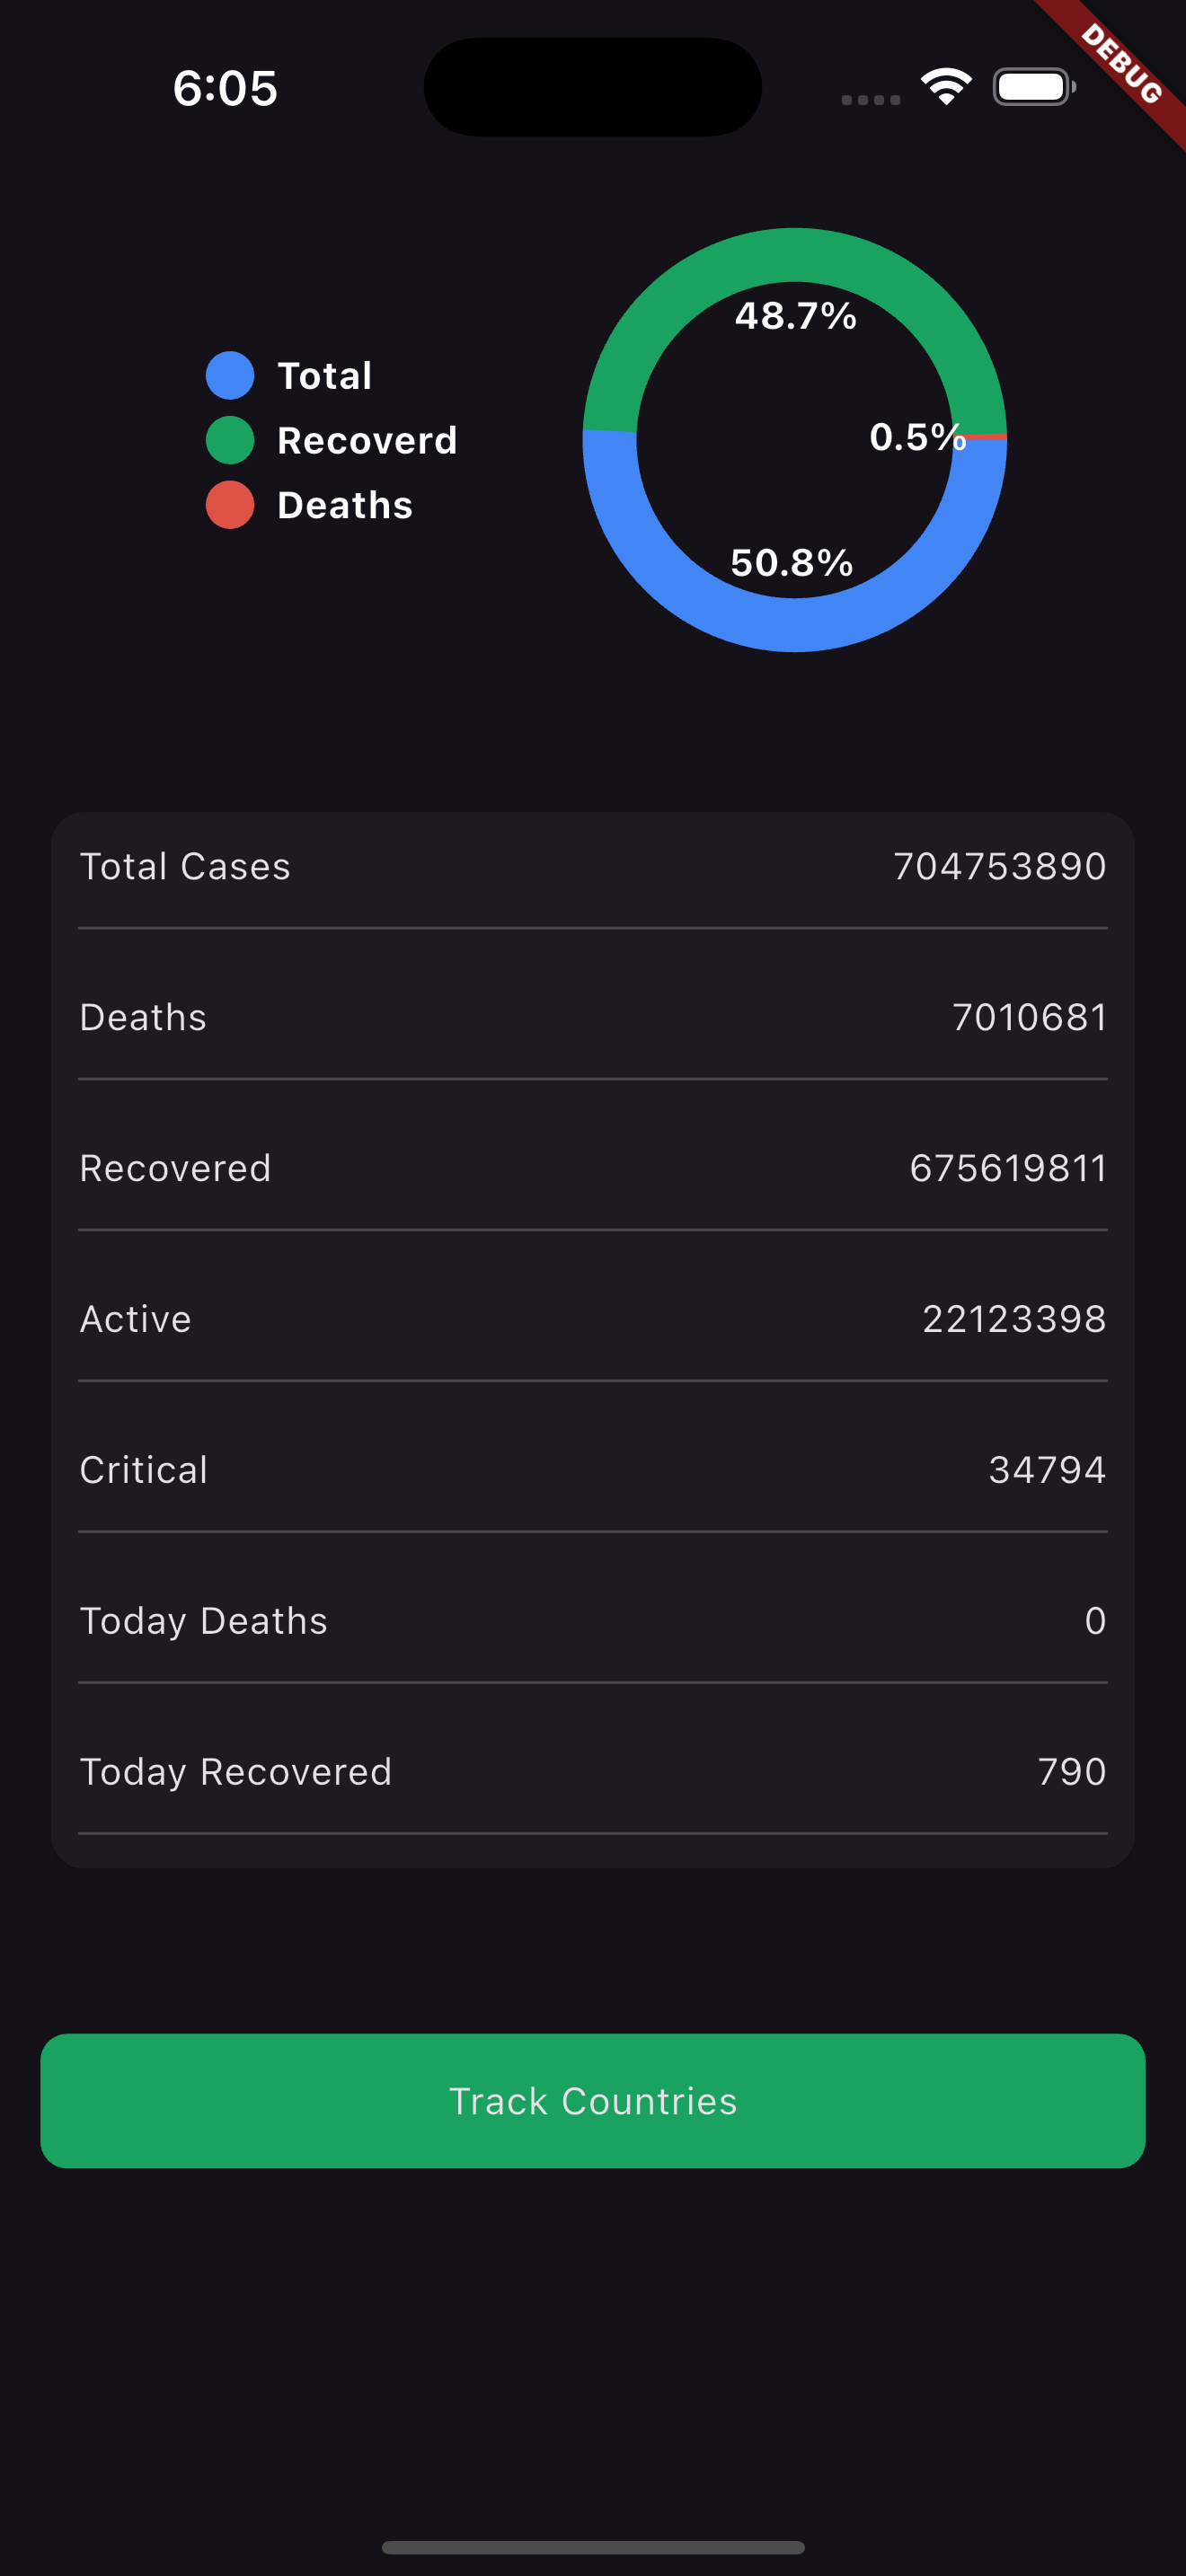 6:05
DEBUG
48.7%
Total
Recoverd
0.5%
Deaths
50.8%
Total Cases 704753890
Deaths 7010681
Recovered 675619811
Active 22123398
Critical 34794
Today Deaths 0
Today Recovered 790
Track Countries